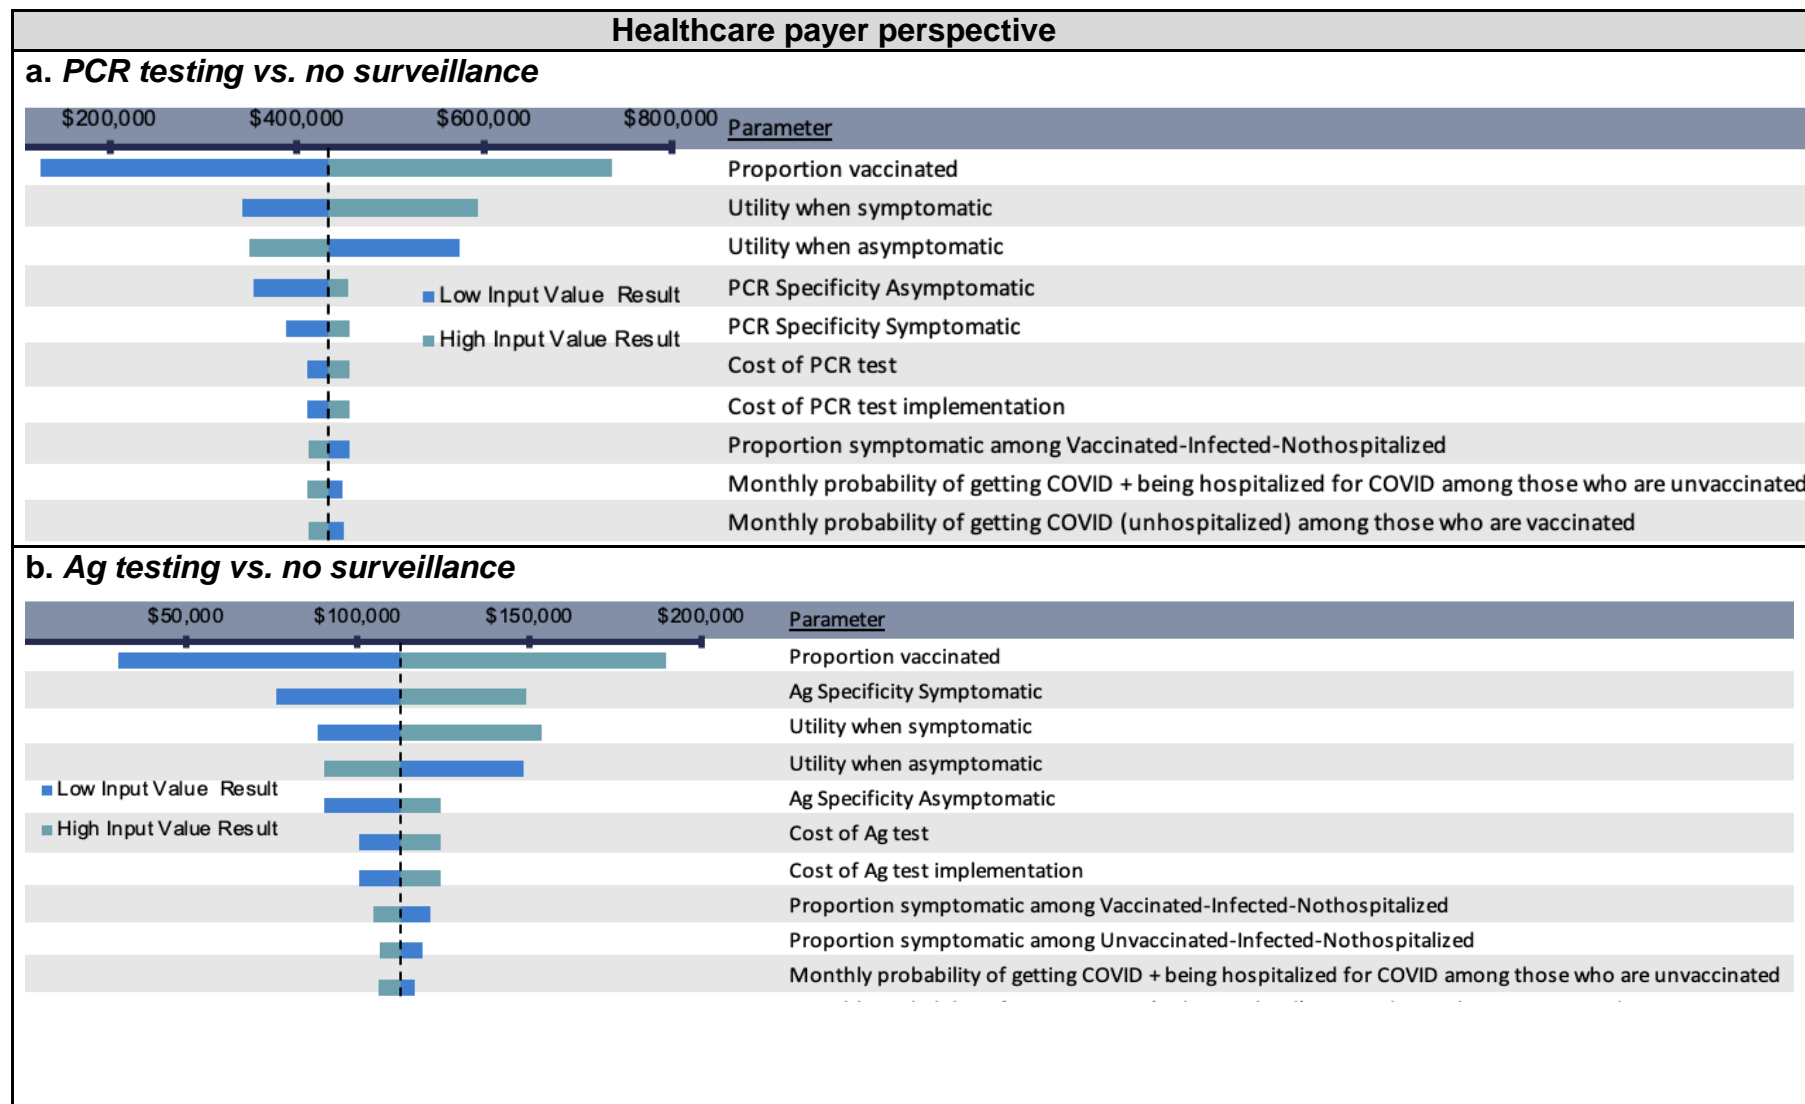 Healthcare payer perspective
a. PCR testing vs. no surveillance
$200,000 $400,000 $600,000 $800,000 Parameter
Proportion vaccinated
Utility when symptomatic
Utility when asymptomatic
PCR Specificity Asymptomatic
Low Input Value Result
PCR Specificity Symptomatic
High Input Value Result
Cost of PCR test
Cost of PCR test implementation
Proportion symptomatic among Vaccinated-Infected-Nothospitalized
Monthly probability of getting COVID + being hospitalized for COVID among those who are unvaccinated
Monthly probability of getting COVID (unhospitalized) among those who are vaccinated
b. Ag testing vs. no surveillance
$50,000 $100,000 $150,000 $200,000 Parameter
Proportion vaccinated
Ag Specificity Symptomatic
Utility when symptomatic
Utility when asymptomatic
Low Input Value Result
Ag Specificity Asymptomatic
High Input Value Result
Cost of Ag test
Cost of Ag test implementation
Proportion symptomatic among Vaccinated-Infected-Nothospitalized
Proportion symptomatic among Unvaccinated-Infected-Nothospitalized
Monthly probability of getting COVID + being hospitalized for COVID among those who are unvaccinated